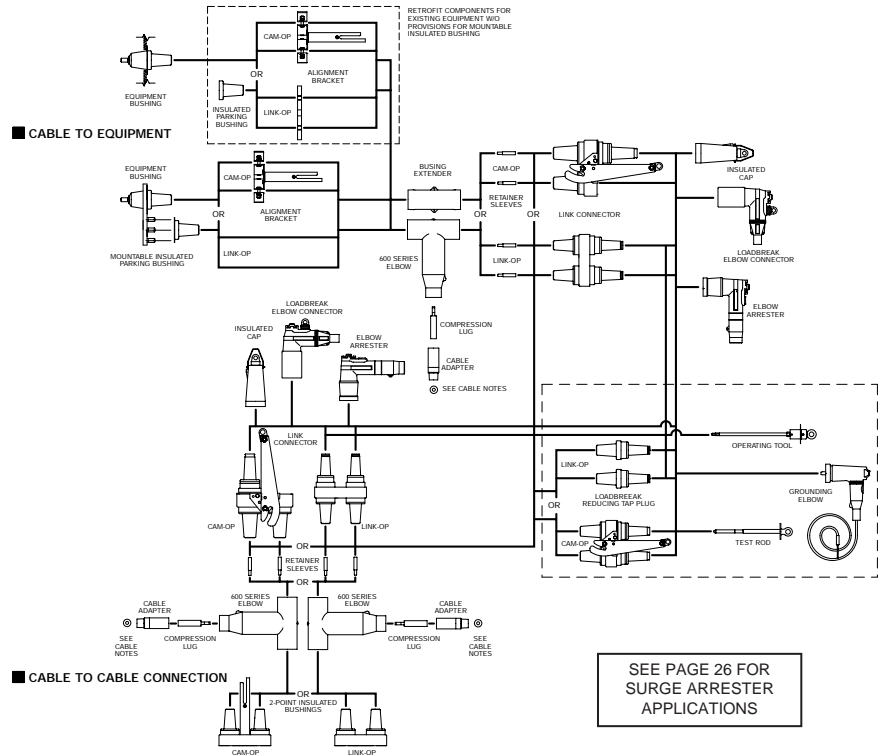 RETROFIT COMPONENTS FOR
EXISTING EQUIPMENT W/O
PROVISIONS FOR MOUNTABLE
INSULATED BUSHING
CAM-OP
OR
ALIGNMENT
BRACKET
EQUIPMENT
BUSHING
INSULATED
PARKING
BUSHING
LINK-OP
CABLE TO EQUIPMENT
EQUIPMENT
BUSHING
CAM-OP
OR
ALIGNMENT
BRACKET
MOUNTABLE INSULATED
PARKING BUSHING
LINK-OP
BUSING
EXTENDER
OR
600 SERIES
ELBOW
COMPRESSION
LUG
CABLE
ADAPTER
SEE CABLE NOTES
CAM-OP
RETAINER
SLEEVES
OR
OR
LINK CONNECTOR
LINK-OP
INSULATED
CAP
LOADBREAK
ELBOW CONNECTOR
ELBOW
ARRESTER
LOADBREAK
ELBOW CONNECTOR
INSULATED
CAP
ELBOW
ARRESTER
LINK
CONNECTOR
CAM-OP
LINK-OP
OR
RETAINER
SLEEVES
OR
OPERATING TOOL
LINK-OP
OR
LOADBREEAK
REDUCING TAP PLUG
GROUNDING
ELBOW
CAM-OP
TEST ROD
600 SERIES
ELBOW
600 SERIES
ELBOW
CABLE
ADAPTER
CABLE
ADAPTER
SEE
CABLE
NOTES
COMPRESSION
LUG
COMPRESSION
LUG
SEE
CABLE
NOTES
CABLE TO CABLE CONNECTION
OR
2-POINT INSULATED
BUSHINGS
CAM-OP
LINK-OP
SEE PAGE 26 FOR
SURGE ARRESTER
APPLICATIONS